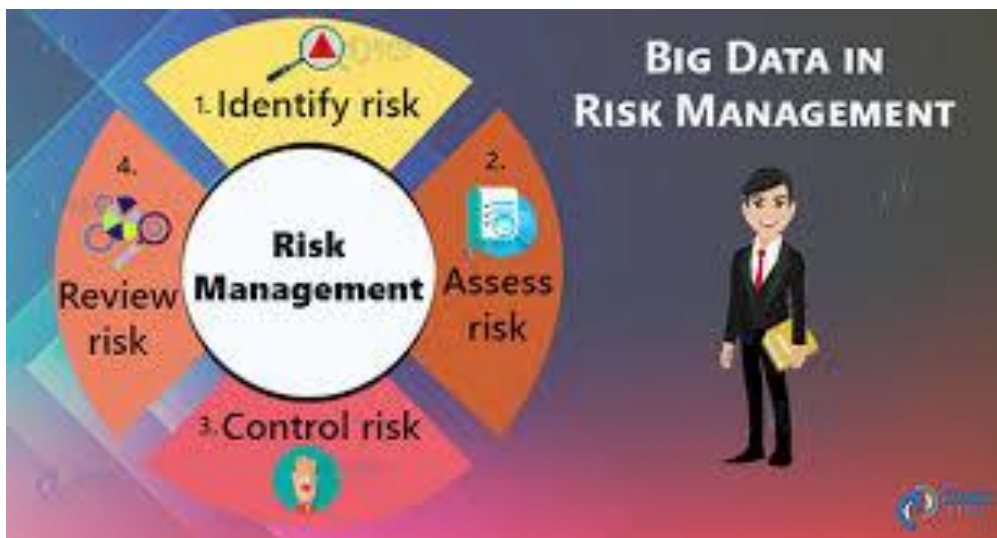 BIG DATA IN
RISK MANAGEMENT
1. Identify risk
2.
Assess
risk
3. Control risk
4.
Review
risk
Risk
Management